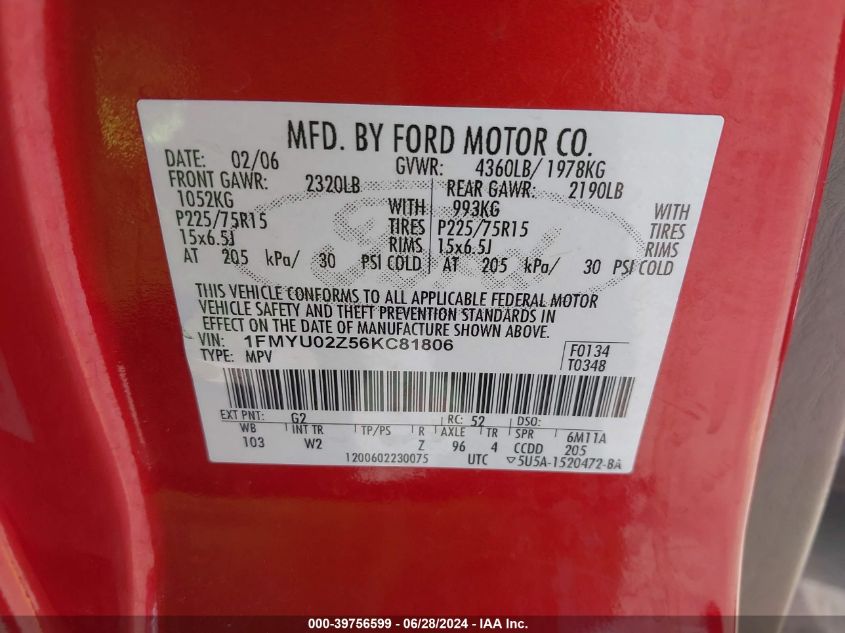 MFD. BY FORD MOTOR CO.
DATE: 02/06 GVWR: 4360LB/ 1978KG
FRONT GAWR: 2320LB REAR GAWR: 2190LB
1052KG WITH 993KG WITH
P225/75R15 TIRES P225/75R15 TIRES
15x6.5J RIMS 15x6.5J RIMS
AT 205 kPa/ 30 PSI COLD AT 205 kPa/ 30 PSI COLD
THIS VEHICLE CONFORMS TO ALL APPLICABLE FEDERAL MOTOR
VEHICLE SAFETY AND THEFT PREVENTION STANDARDS IN
EFFECT ON THE DATE OF MANUFACTURE SHOWN ABOVE.
VIN: 1FMYU02Z56KC81806 F0134
TYPE: MPV T0348
EXT PNT: G2 RC: 52 DSO:
WB INT TR TP/PS R AXLE TR SPR 6M11A
103 W2 Z 96 4 CCDD 205
1200602230075 UTC ▽5U5A-1520472-BA
000-39756599 - 06/28/2024 - IAA Holdings, LLC.